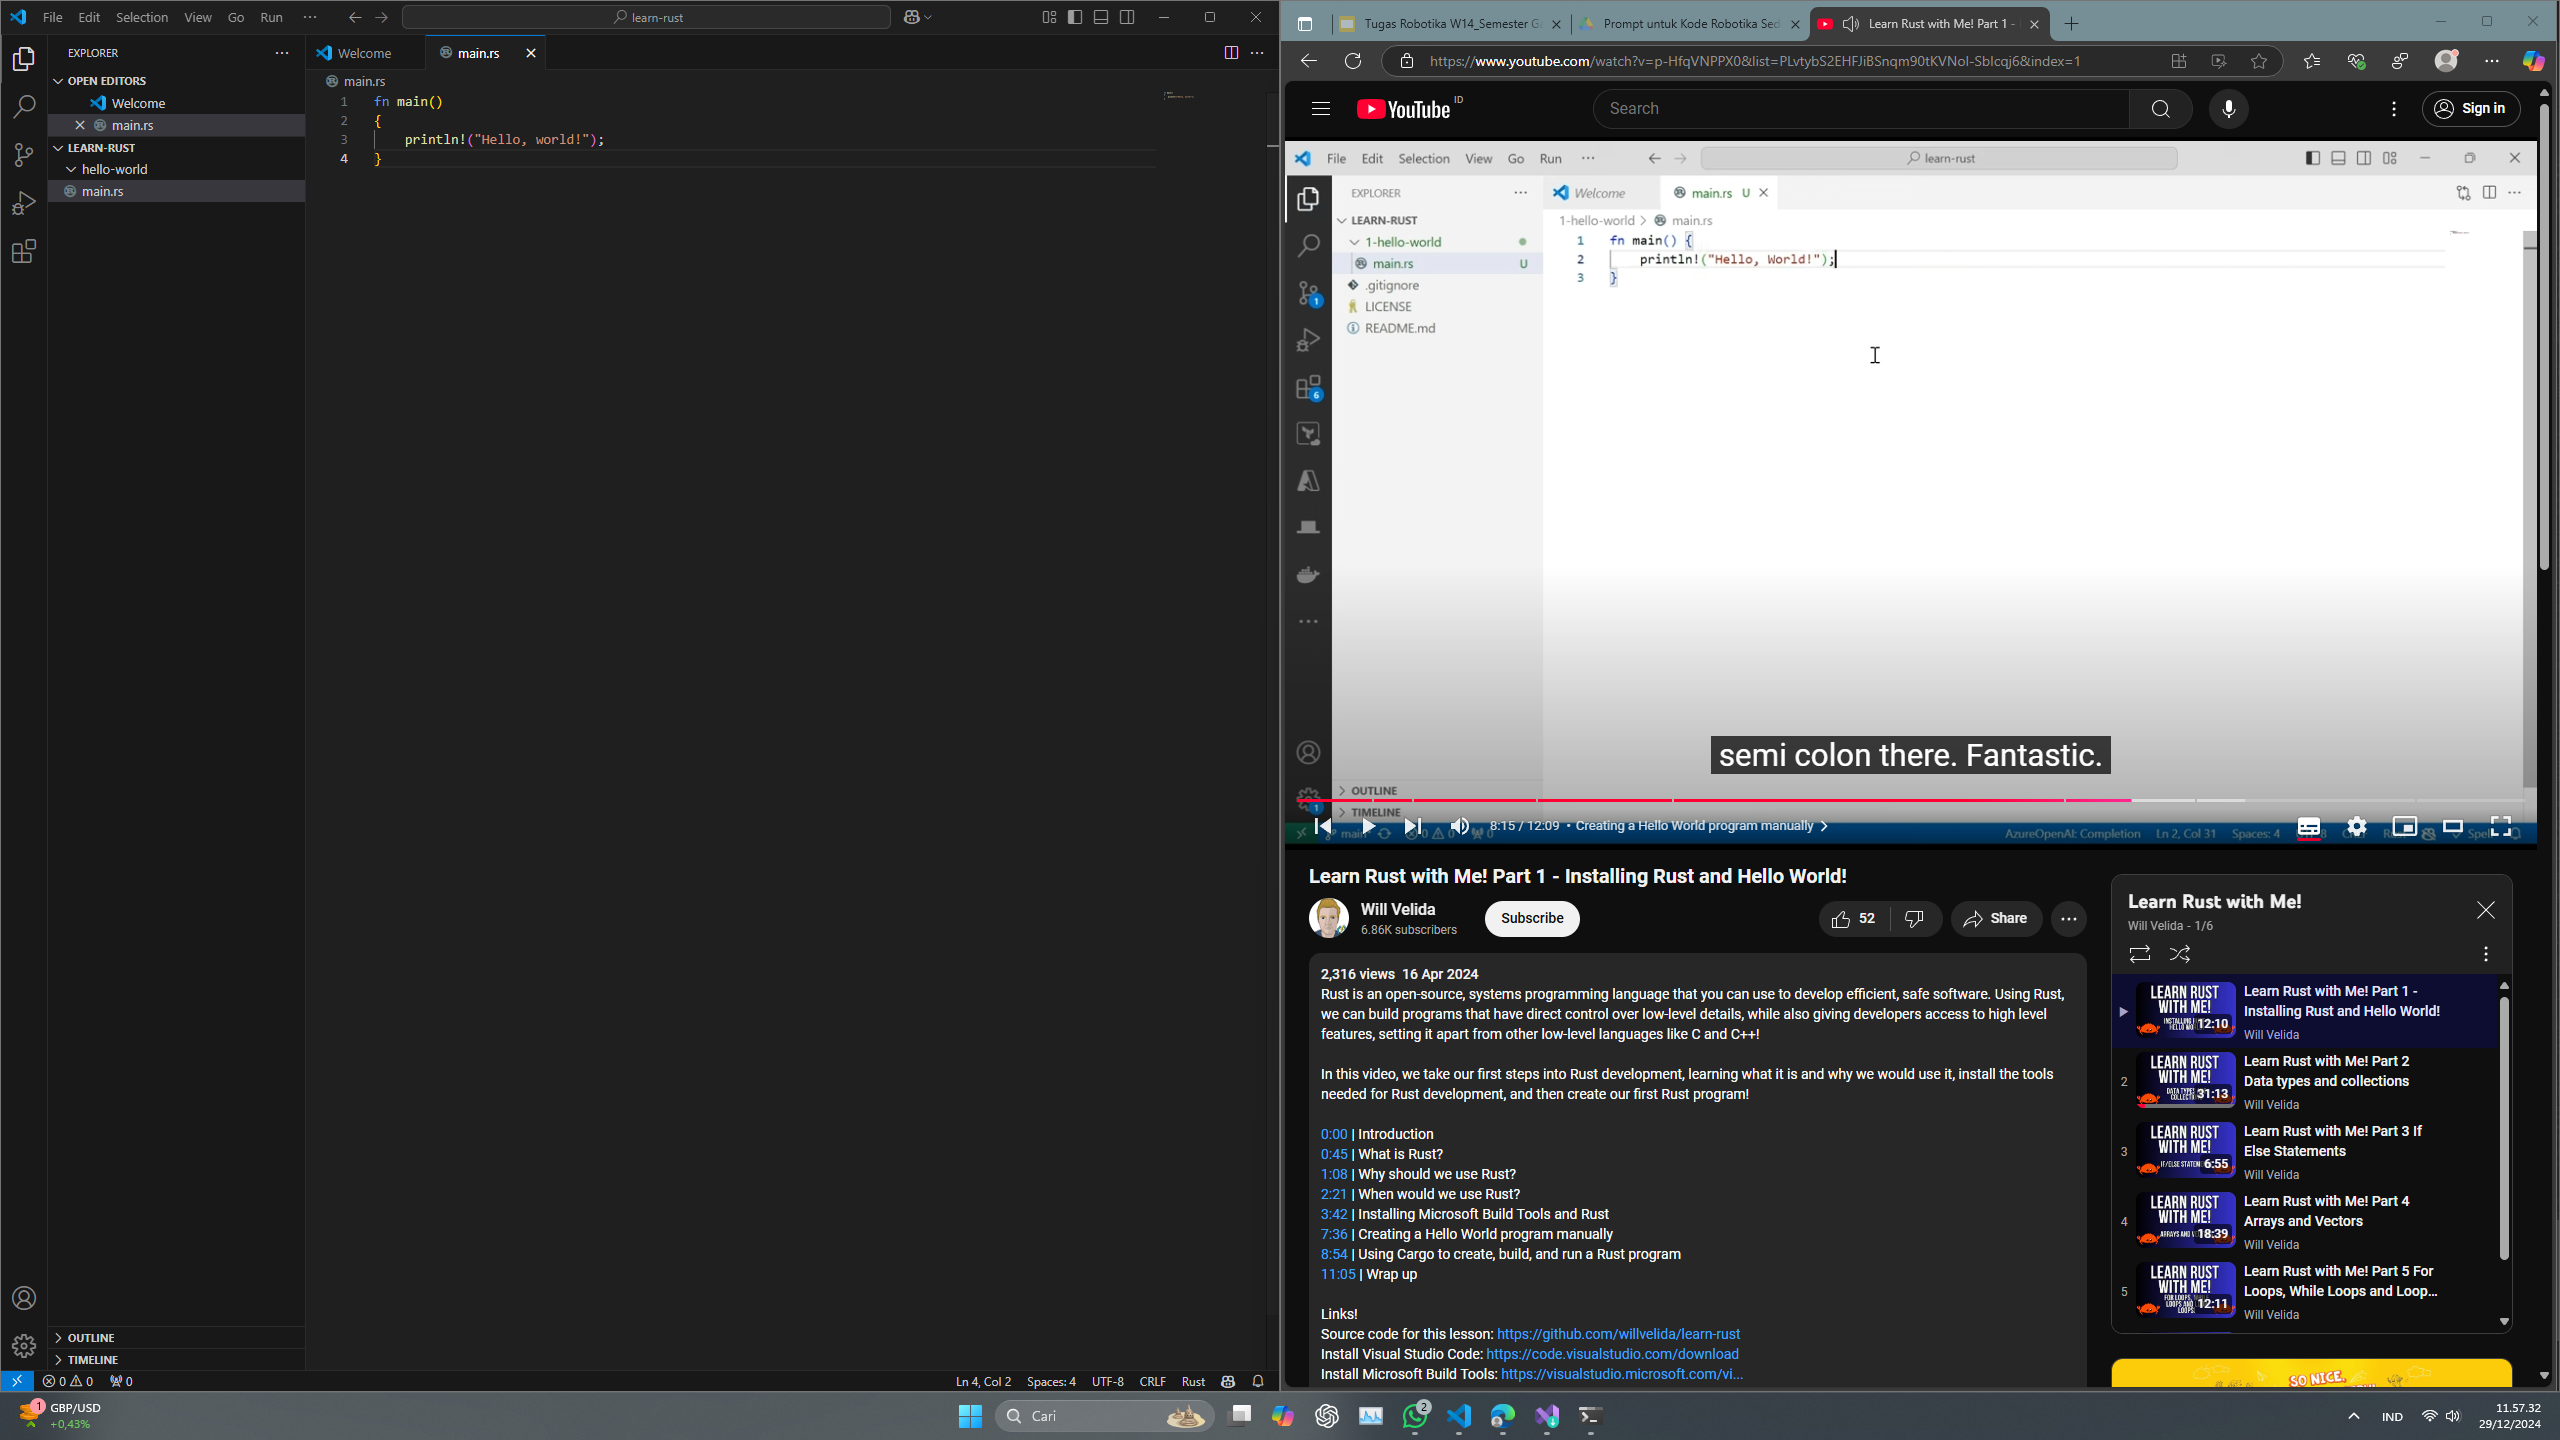 File Edit Selection View Go Run ··· learn-rust
EXPLORER
OPEN EDITORS
Welcome
main.rs
LEARN-RUST
hello-world
main.rs
OUTLINE
TIMELINE
Welcome main.rs
main.rs
1 fn main()
2 {
3 println!("Hello, world!");
4 }
0 0 0 Ln 4, Col 2 Spaces: 4 UTF-8 CRLF Rust
Tugas Robotika W14_Semester Ga Prompt untuk Kode Robotika Sed Learn Rust with Me! Part 1 -
https://www.youtube.com/watch?v=p-HfqVNPPX0&list=PLvtybS2EHFJiBSnqm90tKVNol-Sblcqj6&index=1
YouTube ID Search Sign in
File Edit Selection View Go Run ··· learn-rust
EXPLORER
LEARN-RUST
1-hello-world
main.rs U
.gitignore
LICENSE
README.md
OUTLINE
TIMELINE
Welcome main.rs U
1-hello-world > main.rs
1 fn main() {
2 println!("Hello, World!");
3 }
1
6
1
semi colon there. Fantastic.
8:15 / 12:09 • Creating a Hello World program manually
main 0 0 0 AzureOpenAI: Completion Ln 2, Col 31 Spaces: 4
Learn Rust with Me! Part 1 - Installing Rust and Hello World!
Will Velida
6.86K subscribers
Subscribe
52
Share
2,316 views 16 Apr 2024
Rust is an open-source, systems programming language that you can use to develop efficient, safe software. Using Rust,
we can build programs that have direct control over low-level details, while also giving developers access to high level
features, setting it apart from other low-level languages like C and C++!
In this video, we take our first steps into Rust development, learning what it is and why we would use it, install the tools
needed for Rust development, and then create our first Rust program!
0:00 | Introduction
0:45 | What is Rust?
1:08 | Why should we use Rust?
2:21 | When would we use Rust?
3:42 | Installing Microsoft Build Tools and Rust
7:36 | Creating a Hello World program manually
8:54 | Using Cargo to create, build, and run a Rust program
11:05 | Wrap up
Links!
Source code for this lesson: https://github.com/willvelida/learn-rust
Install Visual Studio Code: https://code.visualstudio.com/download
Install Microsoft Build Tools: https://visualstudio.microsoft.com/vi...
Learn Rust with Me!
Will Velida - 1/6
LEARN RUST WITH ME! 12:10
Learn Rust with Me! Part 1 -
Installing Rust and Hello World!
Will Velida
2
LEARN RUST WITH ME! 31:13
Learn Rust with Me! Part 2
Data types and collections
Will Velida
3
LEARN RUST WITH ME! 6:55
Learn Rust with Me! Part 3 If
Else Statements
Will Velida
4
LEARN RUST WITH ME! 18:39
Learn Rust with Me! Part 4
Arrays and Vectors
Will Velida
5
LEARN RUST WITH ME! 12:11
Learn Rust with Me! Part 5 For
Loops, While Loops and Loop...
Will Velida
SO NICE.
1 GBP/USD
+0,43%
Cari
2
IND
11.57.32
29/12/2024